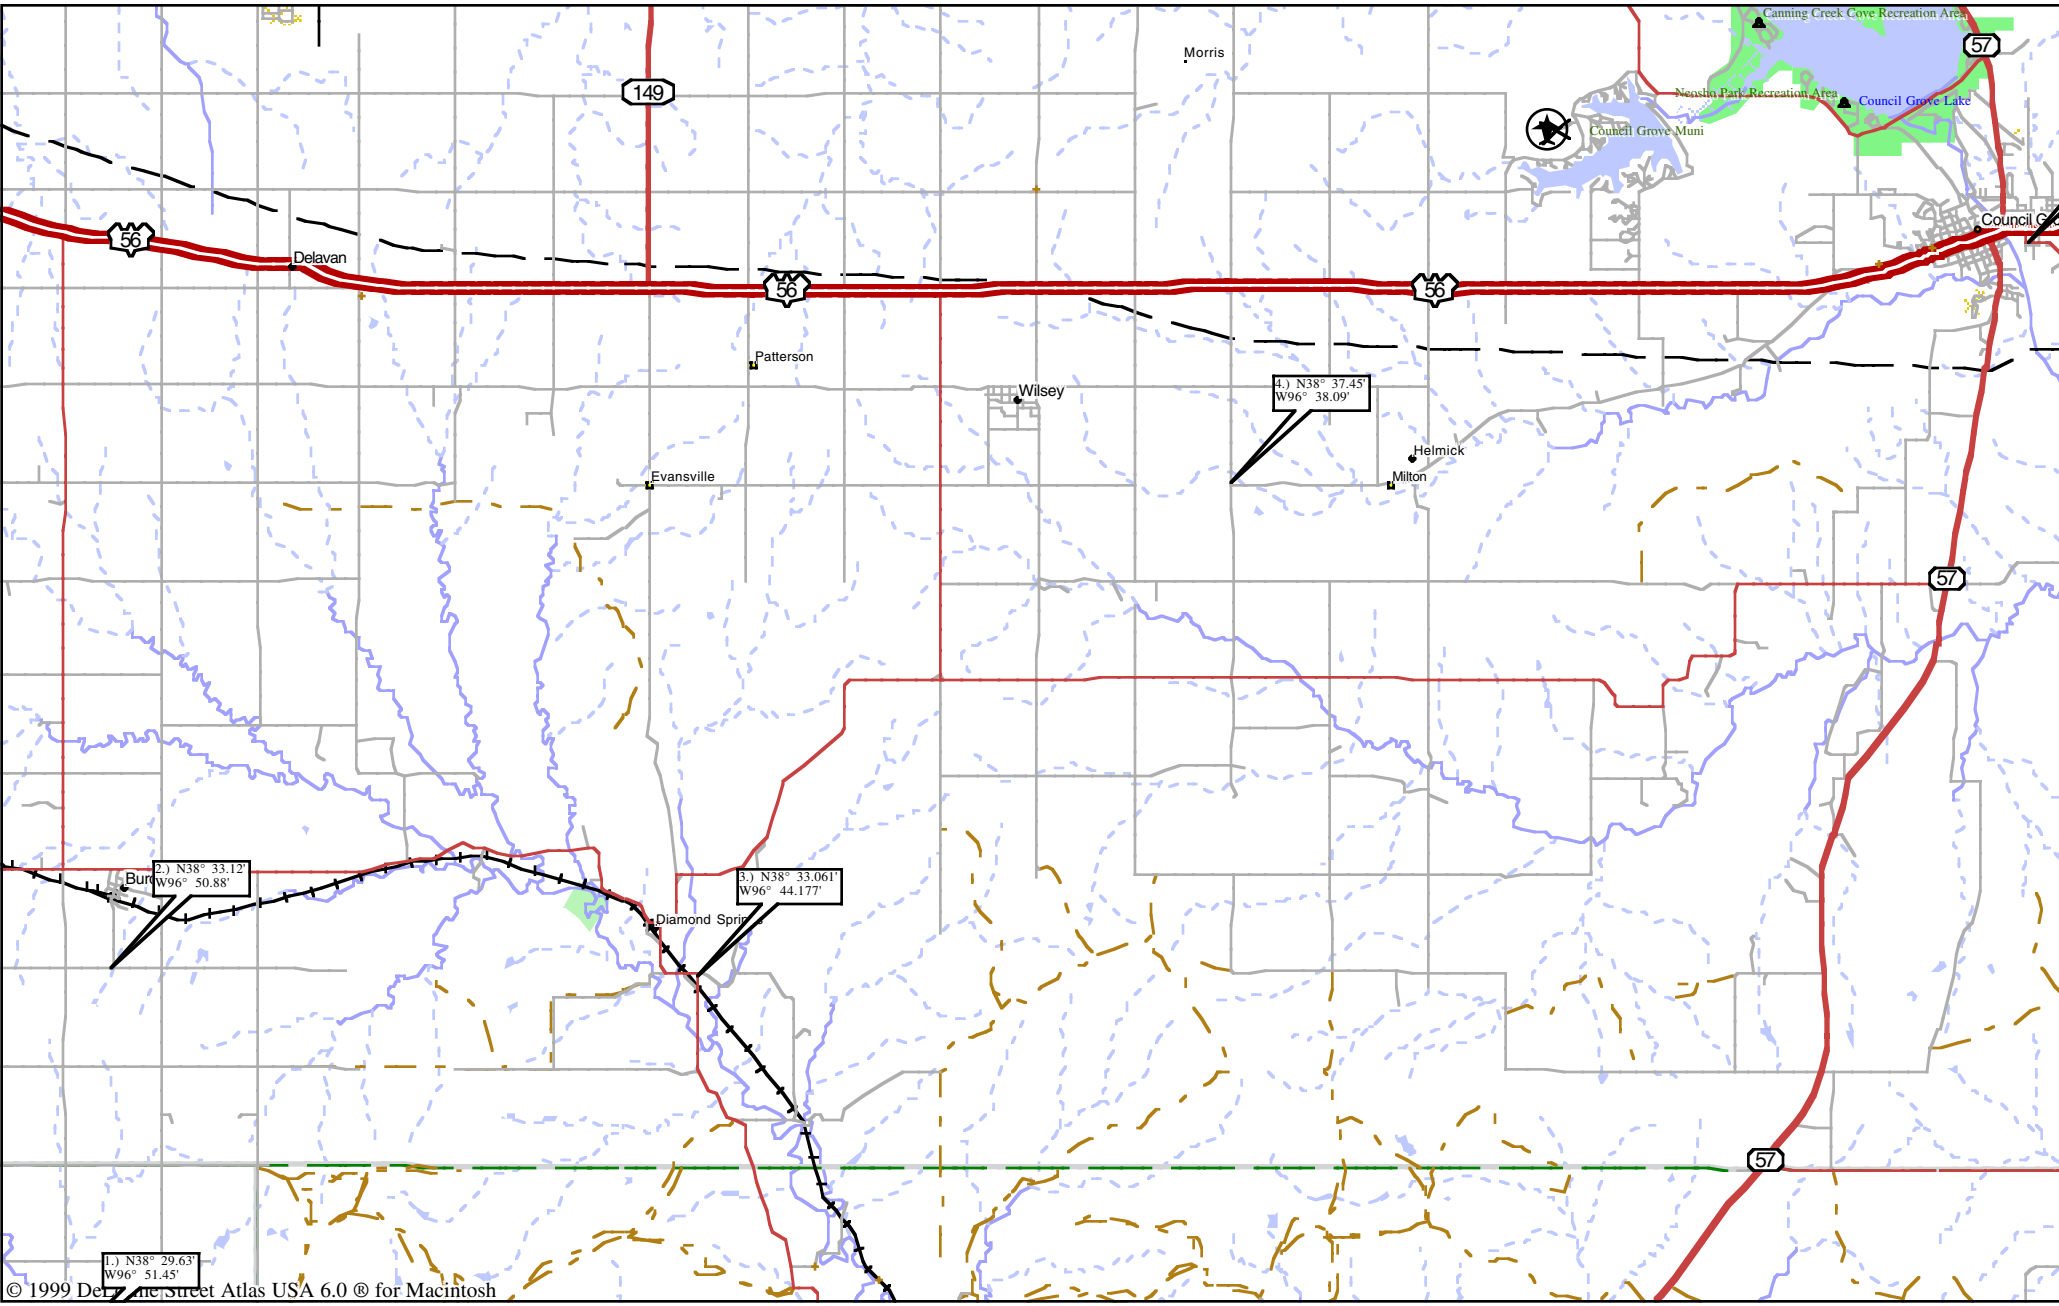 Canning Creek Cove Recreation Area
57
Morris
149
Neosho Park Recreation Area
Council Grove Lake
Council Grove Muni
Council G
56
Delavan
56
56
Patterson
4.) N38° 37.45'
W96° 38.09'
Wilsey
Helmick
Evansville
Milton
57
2.) N38° 33.12'
W96° 50.88'
Burd
3.) N38° 33.061'
W96° 44.177'
Diamond Springs
57
1.) N38° 29.63'
W96° 51.45'
© 1999 DeLorme Street Atlas USA 6.0 ® for Macintosh